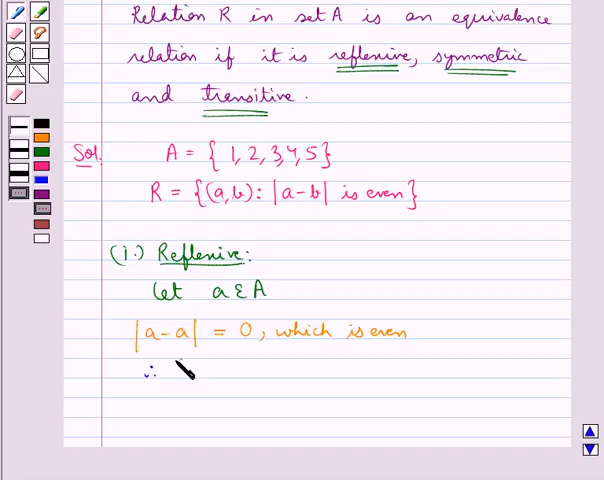 Relation R in set A is an equivalence
relation if it is reflexive, symmetric
and transitive.
Sol. A = { 1, 2, 3, 4, 5 }
R = {(a,b): |a-b| is even}
(i.) Reflexive:
Let a ε A
|a-a| = 0, which is even
∴